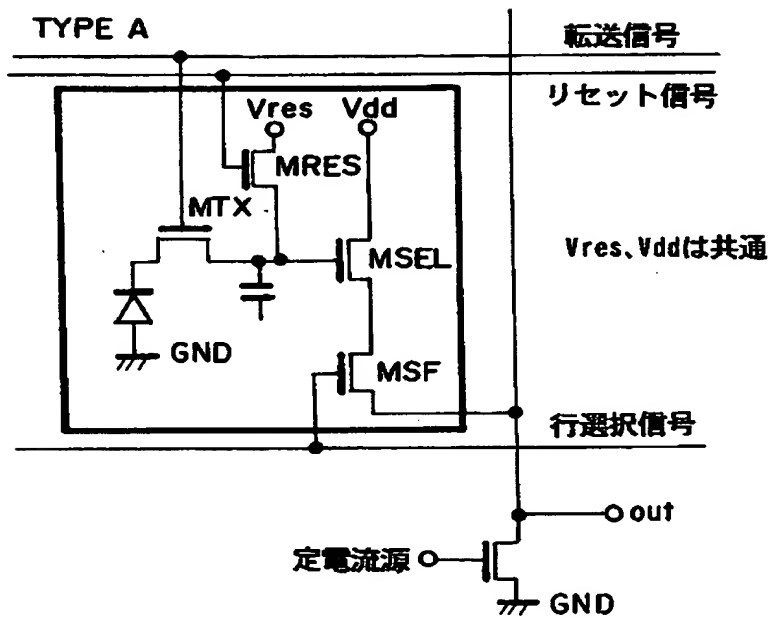 TYPE A
転送信号
リセット信号
Vres
Vdd
MRES
MTX
MSEL
Vres、Vddは共通
GND
MSF
行選択信号
out
定電流源
GND